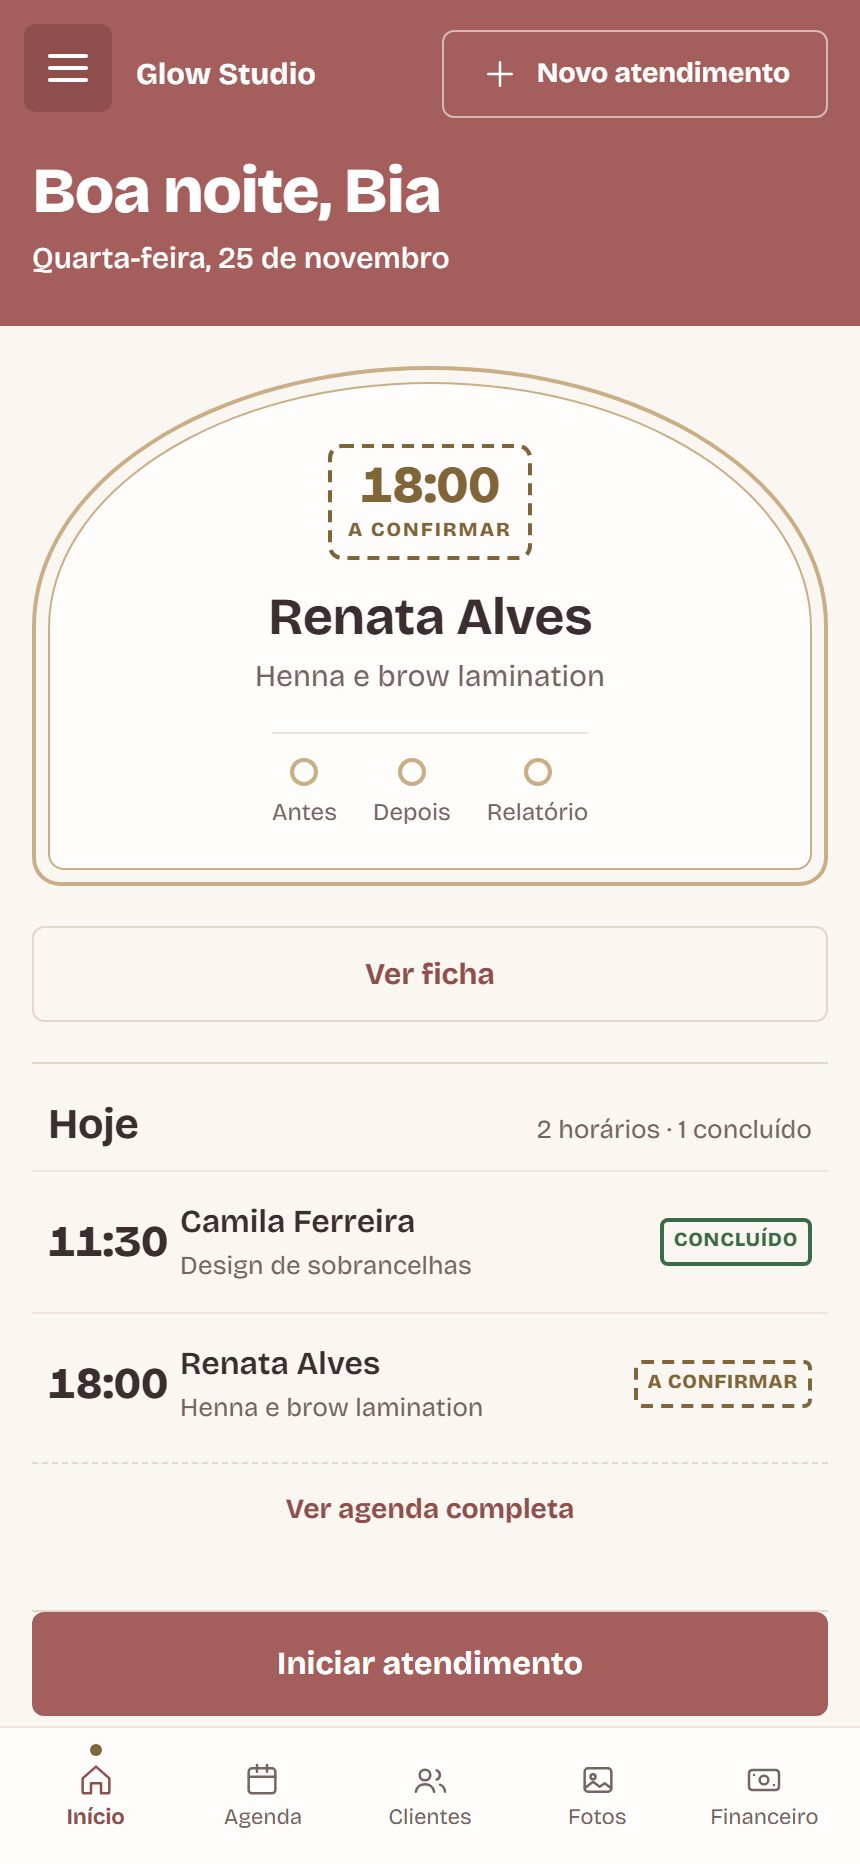 Glow Studio
Novo atendimento
Boa noite, Bia
Quarta-feira, 25 de novembro
18:00
A CONFIRMAR
Renata Alves
Henna e brow lamination
Antes Depois Relatório
Ver ficha
Hoje 2 horários · 1 concluído
11:30 Camila Ferreira
Design de sobrancelhas
CONCLUÍDO
18:00 Renata Alves
Henna e brow lamination
A CONFIRMAR
Ver agenda completa
Iniciar atendimento
Início Agenda Clientes Fotos Financeiro